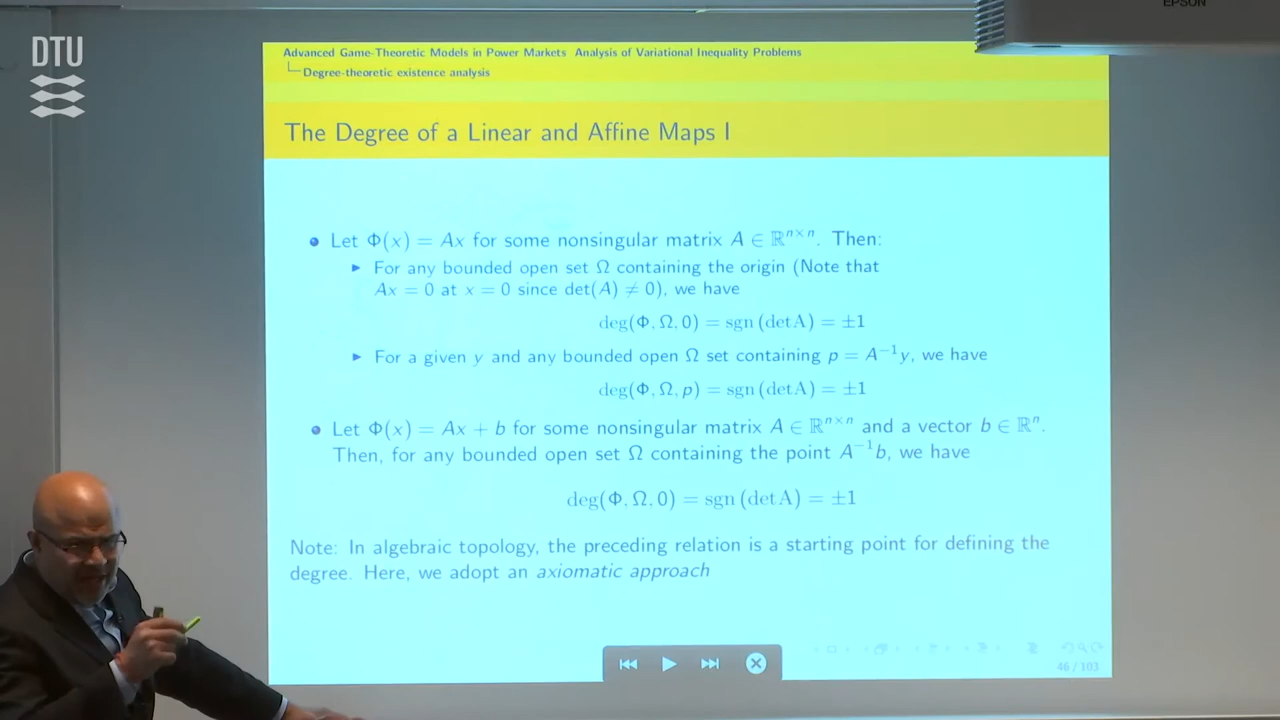 EPSON
DTU
Advanced Game-Theoretic Models in Power Markets Analysis of Variational Inequality Problems
Degree-theoretic existence analysis
The Degree of a Linear and Affine Maps I
Let Φ(x) = Ax for some nonsingular matrix A ∈ ℝⁿˣⁿ. Then:
For any bounded open set Ω containing the origin (Note that
Ax = 0 at x = 0 since det(A) ≠ 0), we have
deg(Φ, Ω, 0) = sgn (detA) = ±1
For a given y and any bounded open Ω set containing p = A⁻¹y, we have
deg(Φ, Ω, p) = sgn (detA) = ±1
Let Φ(x) = Ax + b for some nonsingular matrix A ∈ ℝⁿˣⁿ and a vector b ∈ ℝⁿ.
Then, for any bounded open set Ω containing the point A⁻¹b, we have
deg(Φ, Ω, 0) = sgn (detA) = ±1
Note: In algebraic topology, the preceding relation is a starting point for defining the
degree. Here, we adopt an axiomatic approach
46 / 103